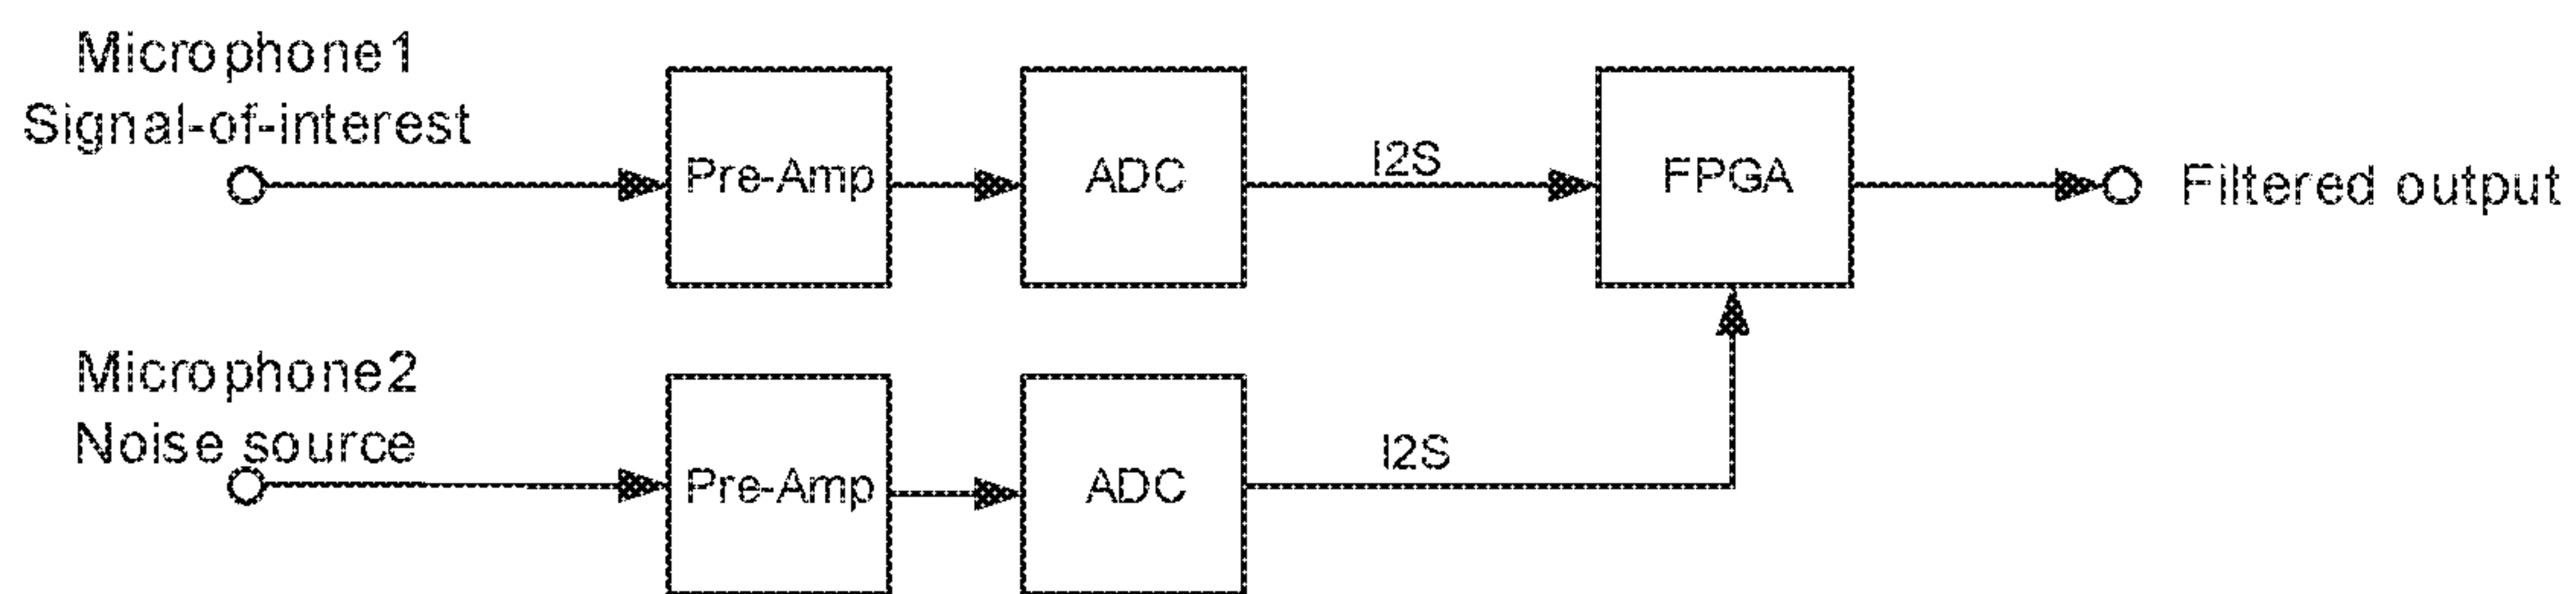 Microphone1
Signal-of-interest
Pre-Amp
ADC
I2S
FPGA
Filtered output
Microphone2
Noise source
Pre-Amp
ADC
I2S